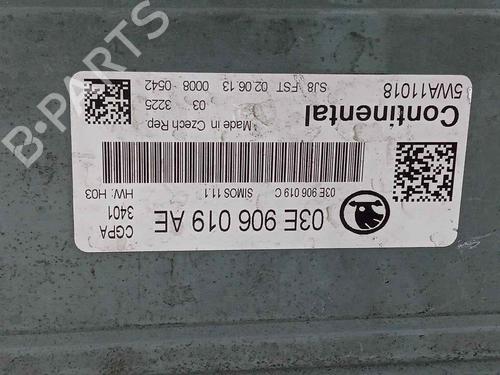 Continental
5WA11018
SJ8 FST 02.06.13 0008 0542
03 3225
Made in Czech Rep
03E 906 019 C SIMOS 11.1 HW: H03
03E 906 019 AE
CGPA
3401
B-PARTS